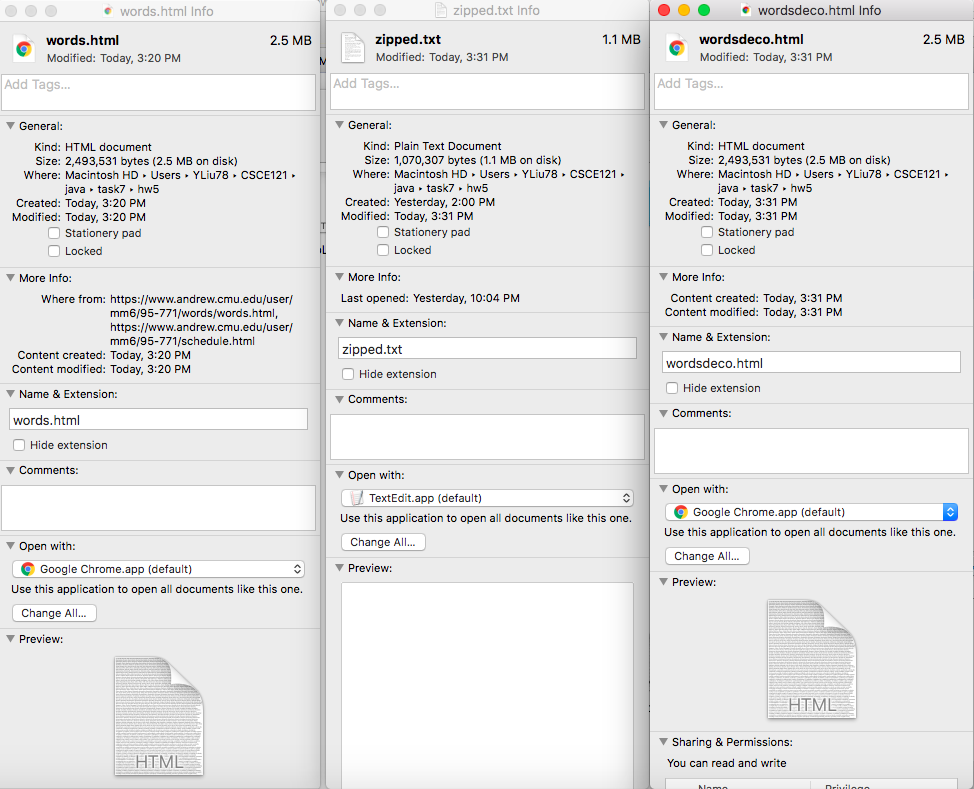 words.html Info
words.html 2.5 MB
Modified: Today, 3:20 PM
Add Tags...
General:
Kind: HTML document
Size: 2,493,531 bytes (2.5 MB on disk)
Where: Macintosh HD ▸ Users ▸ YLiu78 ▸ CSCE121 ▸
java ▸ task7 ▸ hw5
Created: Today, 3:20 PM
Modified: Today, 3:20 PM
Stationery pad
Locked
More Info:
Where from: https://www.andrew.cmu.edu/user/
mm6/95-771/words/words.html,
https://www.andrew.cmu.edu/user/
mm6/95-771/schedule.html
Content created: Today, 3:20 PM
Content modified: Today, 3:20 PM
Name & Extension:
words.html
Hide extension
Comments:
Open with:
Google Chrome.app (default)
Use this application to open all documents like this one.
Change All...
Preview:
HTML
zipped.txt Info
zipped.txt 1.1 MB
Modified: Today, 3:31 PM
Add Tags...
General:
Kind: Plain Text Document
Size: 1,070,307 bytes (1.1 MB on disk)
Where: Macintosh HD ▸ Users ▸ YLiu78 ▸ CSCE121 ▸
java ▸ task7 ▸ hw5
Created: Yesterday, 2:00 PM
Modified: Today, 3:31 PM
Stationery pad
Locked
More Info:
Last opened: Yesterday, 10:04 PM
Name & Extension:
zipped.txt
Hide extension
Comments:
Open with:
TextEdit.app (default)
Use this application to open all documents like this one.
Change All...
Preview:
wordsdeco.html Info
wordsdeco.html 2.5 MB
Modified: Today, 3:31 PM
Add Tags...
General:
Kind: HTML document
Size: 2,493,531 bytes (2.5 MB on disk)
Where: Macintosh HD ▸ Users ▸ YLiu78 ▸ CSCE121 ▸
java ▸ task7 ▸ hw5
Created: Today, 3:31 PM
Modified: Today, 3:31 PM
Stationery pad
Locked
More Info:
Content created: Today, 3:31 PM
Content modified: Today, 3:31 PM
Name & Extension:
wordsdeco.html
Hide extension
Comments:
Open with:
Google Chrome.app (default)
Use this application to open all documents like this one.
Change All...
Preview:
HTML
Sharing & Permissions:
You can read and write
Name Privilege